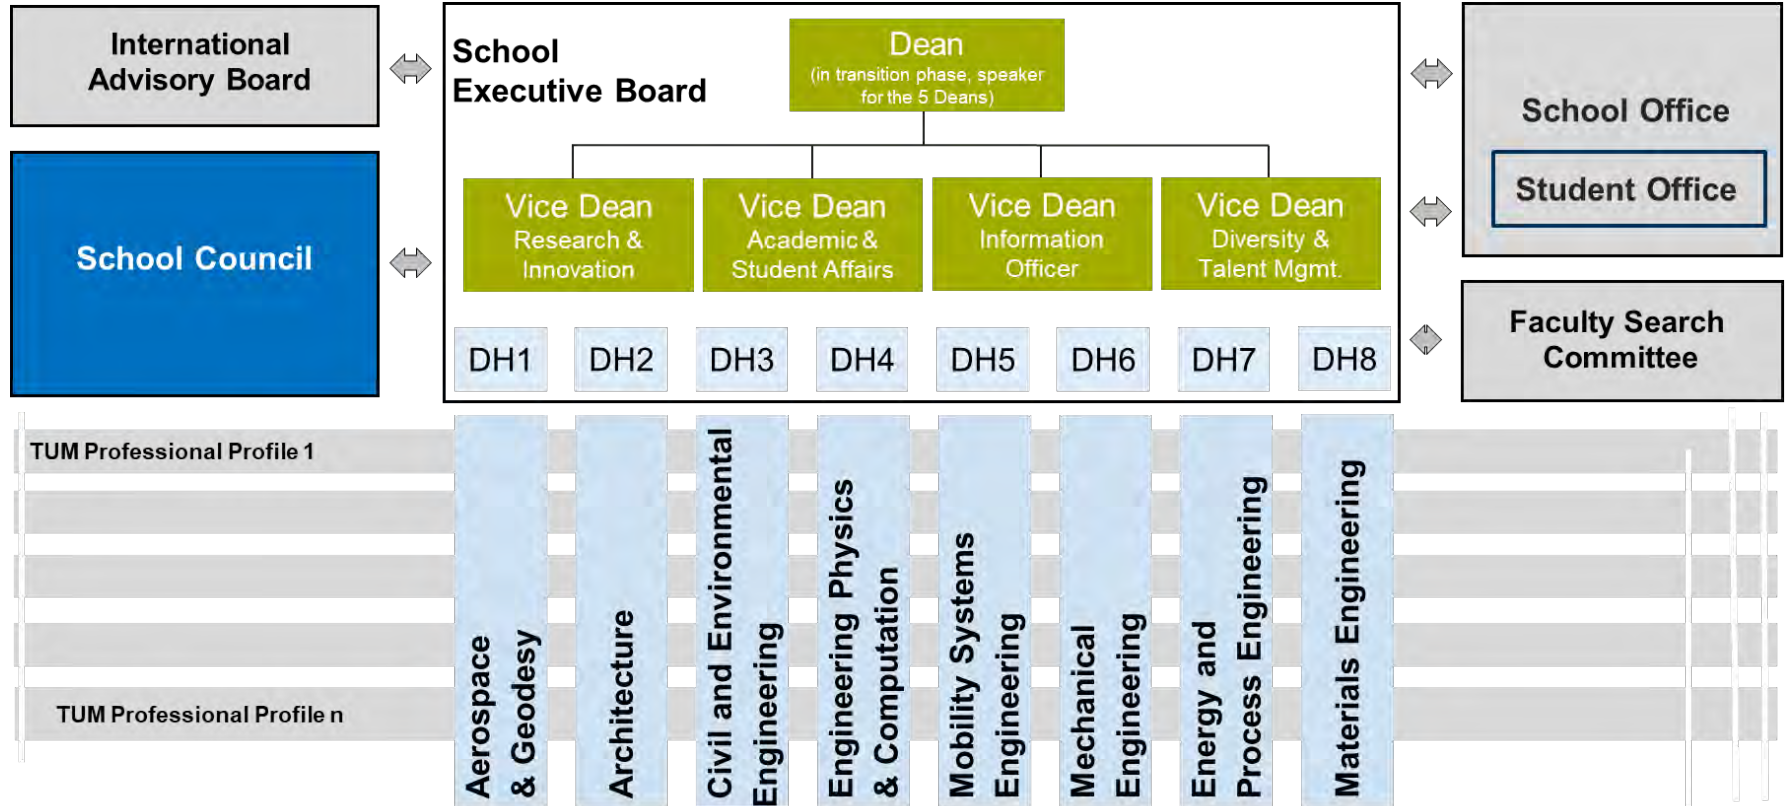 International
Advisory Board
School Council
School
Executive Board
Dean
(in transition phase, speaker
for the 5 Deans)
Vice Dean
Research &
Innovation
Vice Dean
Academic &
Student Affairs
Vice Dean
Information
Officer
Vice Dean
Diversity &
Talent Mgmt.
DH1
DH2
DH3
DH4
DH5
DH6
DH7
DH8
School Office
Student Office
Faculty Search
Committee
TUM Professional Profile 1
TUM Professional Profile n
Aerospace
& Geodesy
Architecture
Civil and Environmental
Engineering
Engineering Physics
& Computation
Mobility Systems
Engineering
Mechanical
Engineering
Energy and
Process Engineering
Materials Engineering